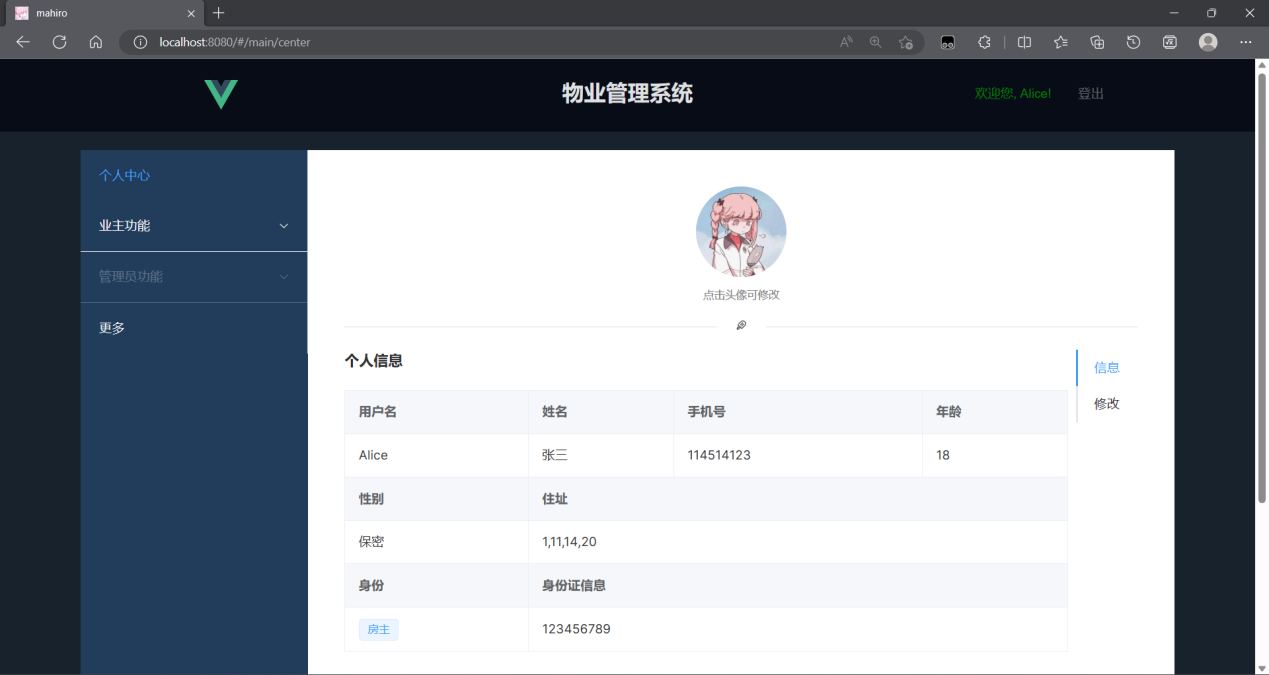 mahiro
localhost:8080/#/main/center
物业管理系统
欢迎您, Alice!
登出
个人中心
业主功能
管理员功能
更多
点击头像可修改
个人信息
信息
修改
用户名 姓名 手机号 年龄
Alice 张三 114514123 18
性别 住址
保密 1,11,14,20
身份 身份证信息
房主 123456789